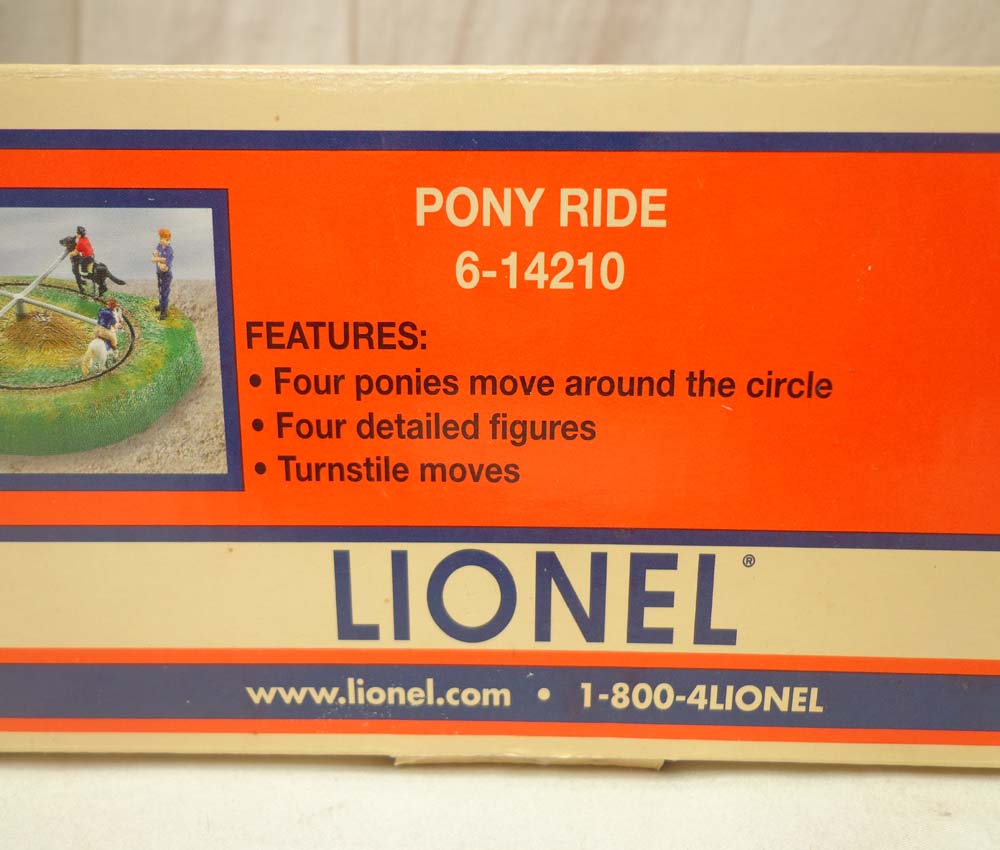 PONY RIDE
6-14210
FEATURES:
• Four ponies move around the circle
• Four detailed figures
• Turnstile moves
LIONEL®
www.lionel.com • 1-800-4LIONEL